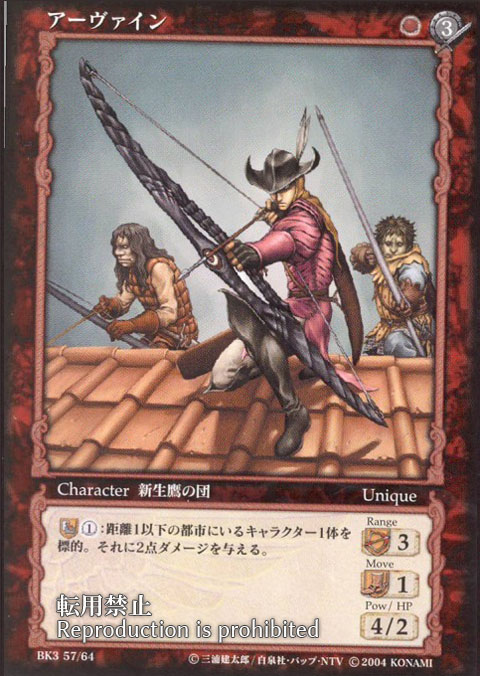 アーヴァイン
3
Character 新生鷹の団
Unique
①:距離1以下の都市にいるキャラクター1体を
標的。それに2点ダメージを与える。
Range
3
Move
1
Pow/ HP
4/2
転用禁止
Reproduction is prohibited
BK3 57/64
©三浦建太郎/白泉社・バップ・NTV ©2004 KONAMI